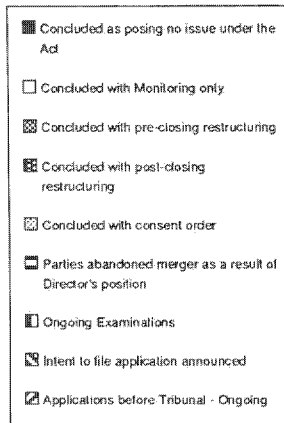 Concluded as posing no issue under the
Act
Concluded with Monitoring only
Concluded with pre-closing restructuring
Concluded with post-closing
restructuring
Concluded with consent order
Parties abandoned merger as a result of
Director's position
Ongoing Examinations
Intent to file application announced
Applications before Tribunal - Ongoing